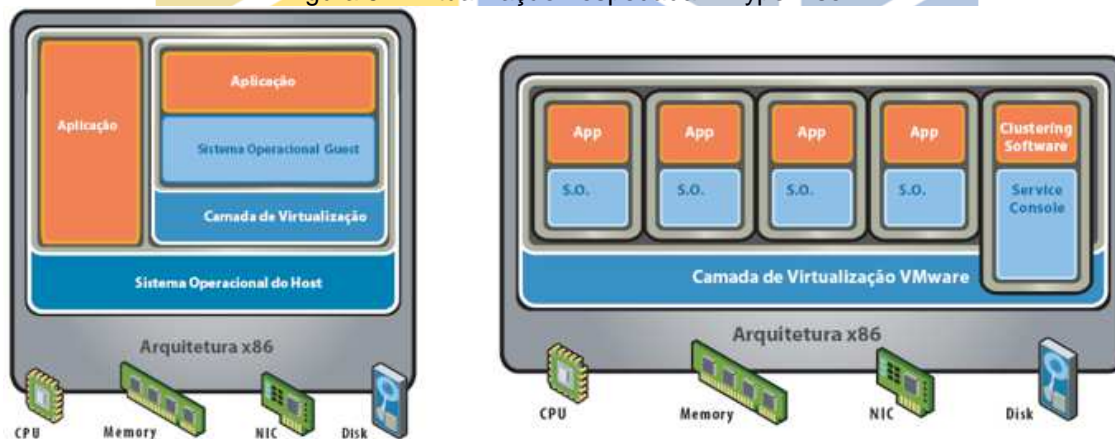 Aplicação
Aplicação
Sistema Operacional Guest
Camada de Virtualização
Sistema Operacional do Host
Arquitetura x86
CPU
Memory
NIC
Disk
App
App
App
App
Clustering
Software
S.O.
S.O.
S.O.
S.O.
Service
Console
Camada de Virtualização VMware
Arquitetura x86
CPU
Memory
NIC
Disk